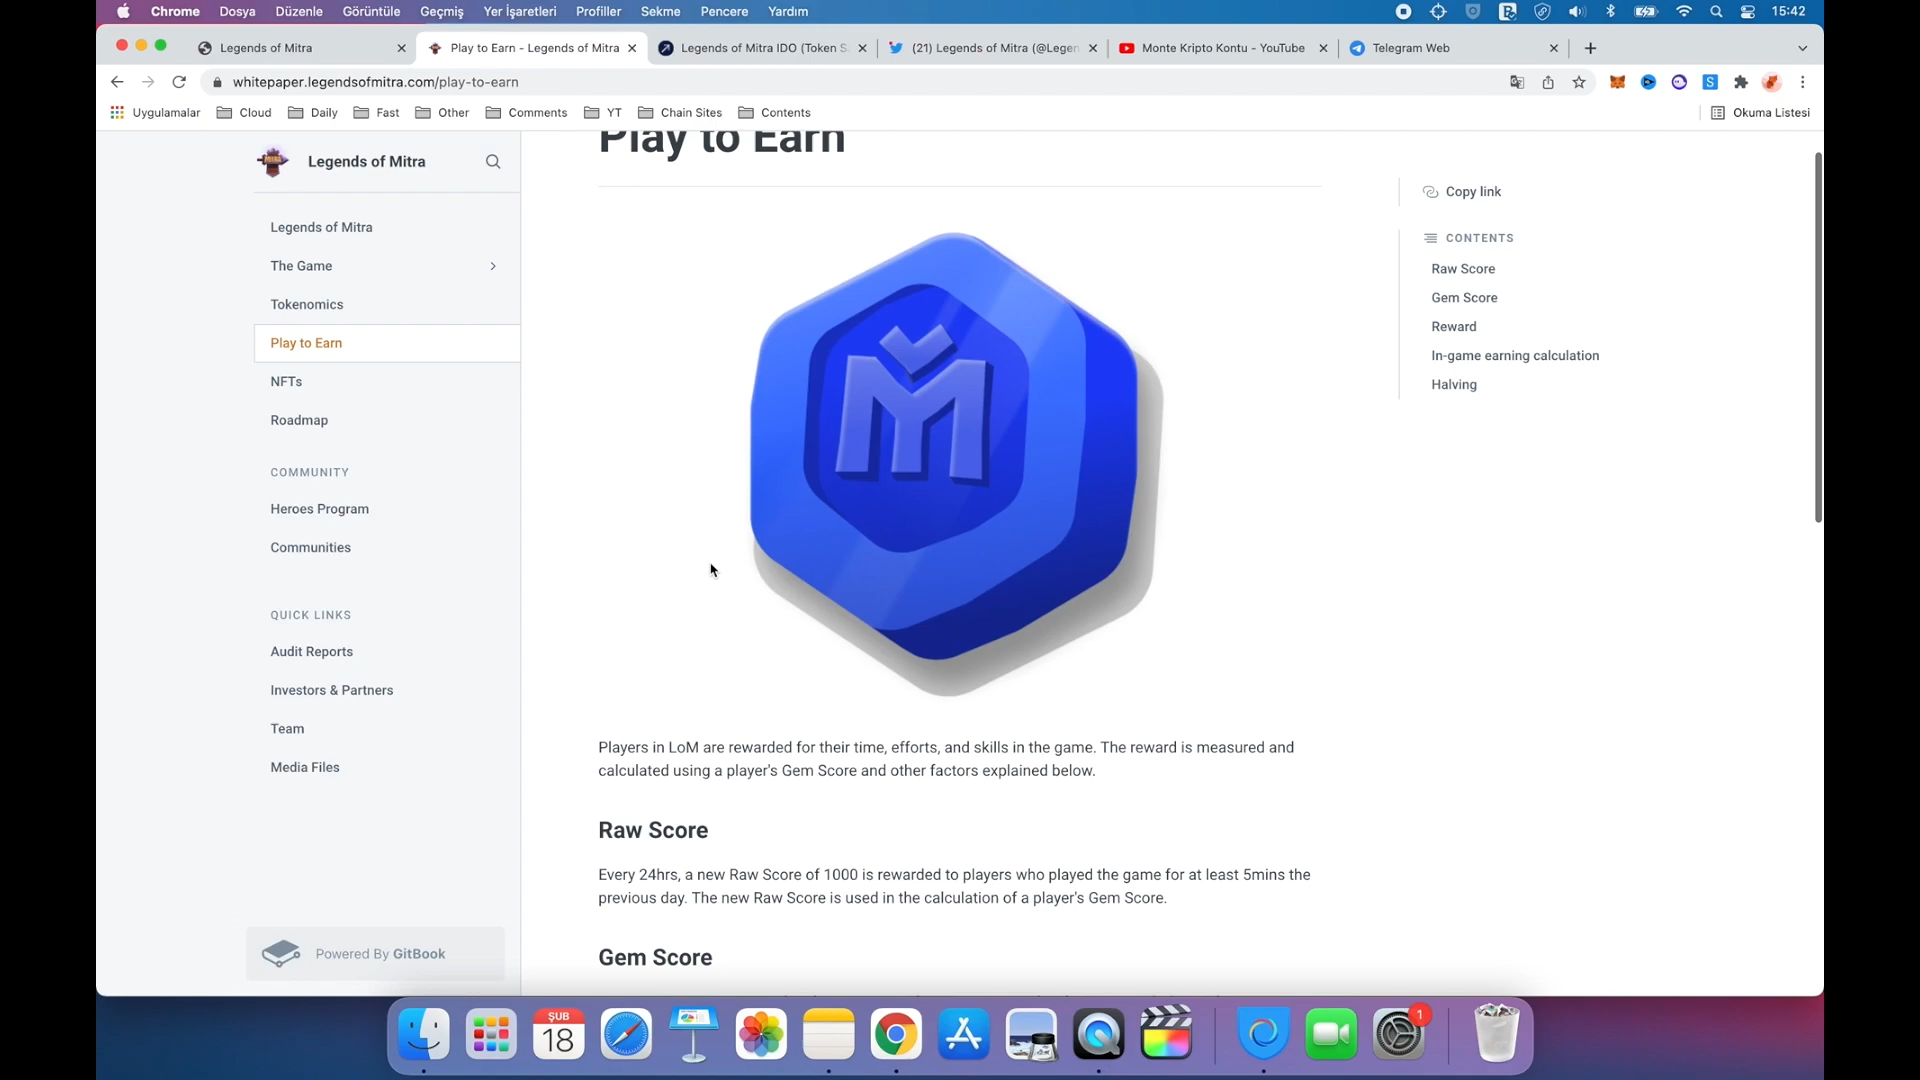 Chrome Dosya Düzenle Görüntüle Geçmiş Yer İşaretleri Profiller Sekme Pencere Yardım 15:42
Legends of Mitra Play to Earn - Legends of Mitra Legends of Mitra IDO (Token S (21) Legends of Mitra (@Legen Monte Kripto Kontu - YouTube Telegram Web
whitepaper.legendsofmitra.com/play-to-earn
Uygulamalar Cloud Daily Fast Other Comments YT Chain Sites Contents Okuma Listesi
Legends of Mitra
Legends of Mitra
The Game
Tokenomics
Play to Earn
NFTs
Roadmap
COMMUNITY
Heroes Program
Communities
QUICK LINKS
Audit Reports
Investors & Partners
Team
Media Files
Powered By GitBook
Play to Earn
Players in LoM are rewarded for their time, efforts, and skills in the game. The reward is measured and
calculated using a player's Gem Score and other factors explained below.
Raw Score
Every 24hrs, a new Raw Score of 1000 is rewarded to players who played the game for at least 5mins the
previous day. The new Raw Score is used in the calculation of a player's Gem Score.
Gem Score
Copy link
CONTENTS
Raw Score
Gem Score
Reward
In-game earning calculation
Halving
ŞUB
18
1